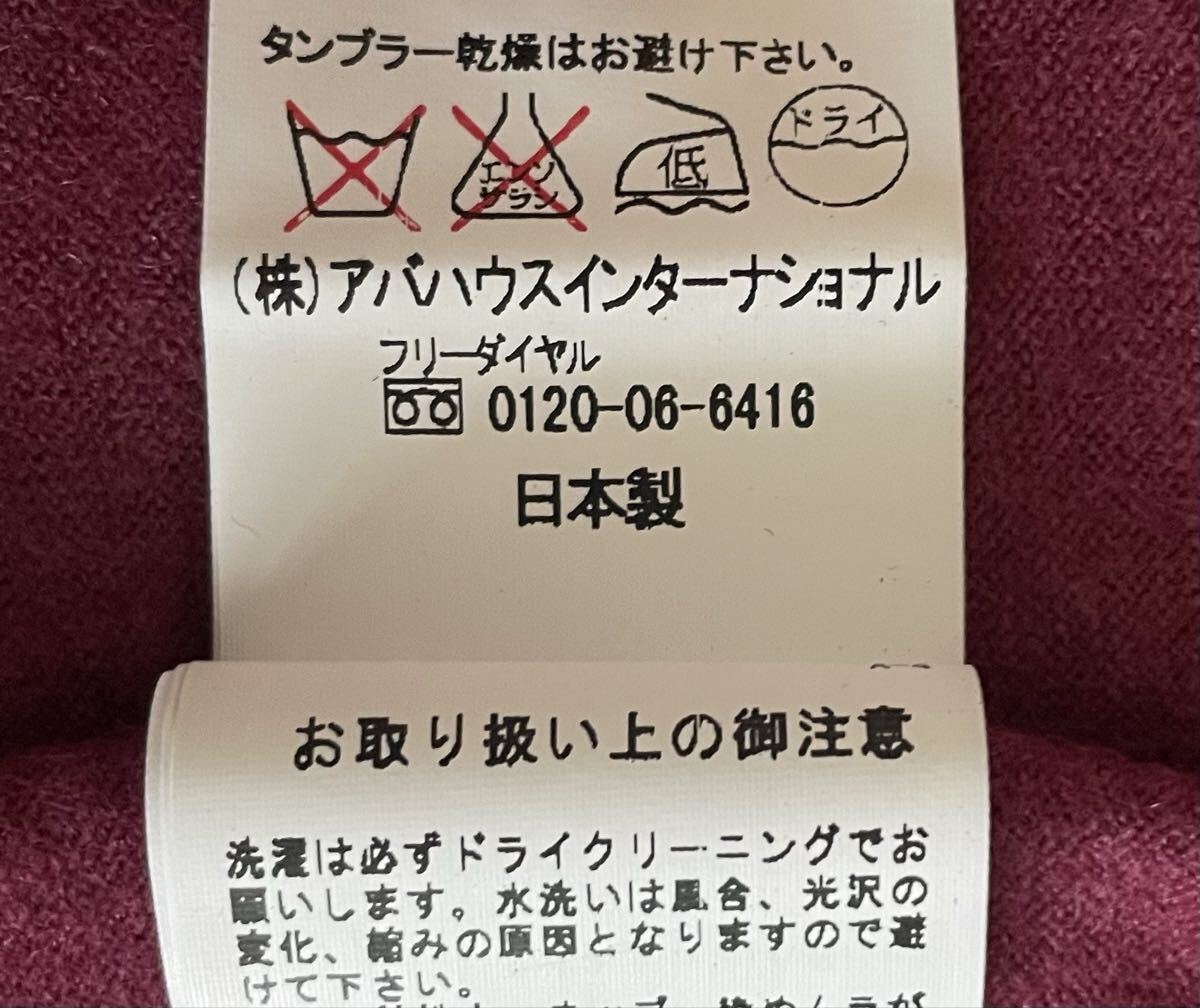 タンブラー乾燥はお避け下さい。
エンソ
サラシ
低
ドライ
(株)アバハウスインターナショナル
フリーダイヤル
0120-06-6416
日本製
お取り扱い上の御注意
洗濯は必ずドライクリーニングでお
願いします。水洗いは風合、光沢の
変化、縮みの原因となりますので避
けて下さい。